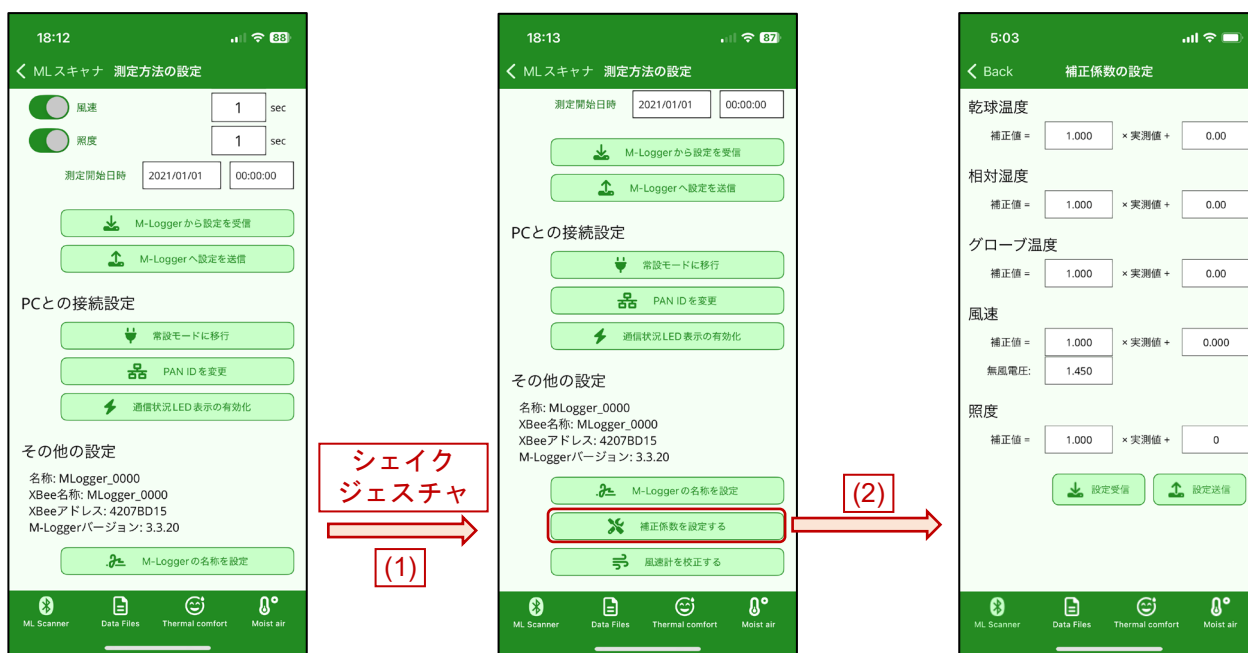 18:12
88
MLスキャナ 測定方法の設定
風速 1 sec
照度 1 sec
測定開始日時 2021/01/01 00:00:00
M-Loggerから設定を受信
M-Loggerへ設定を送信
PCとの接続設定
常設モードに移行
PAN IDを変更
通信状況LED表示の有効化
その他の設定
名称: MLogger_0000
XBee名称: MLogger_0000
XBeeアドレス: 4207BD15
M-Loggerバージョン: 3.3.20
M-Loggerの名称を設定
ML Scanner Data Files Thermal comfort Moist air
シェイク
ジェスチャ
(1)
18:13
87
MLスキャナ 測定方法の設定
測定開始日時 2021/01/01 00:00:00
M-Loggerから設定を受信
M-Loggerへ設定を送信
PCとの接続設定
常設モードに移行
PAN IDを変更
通信状況LED表示の有効化
その他の設定
名称: MLogger_0000
XBee名称: MLogger_0000
XBeeアドレス: 4207BD15
M-Loggerバージョン: 3.3.20
M-Loggerの名称を設定
補正係数を設定する
風速計を校正する
ML Scanner Data Files Thermal comfort Moist air
(2)
5:03
Back 補正係数の設定
乾球温度
補正値 = 1.000 ×実測値 + 0.00
相対湿度
補正値 = 1.000 ×実測値 + 0.00
グローブ温度
補正値 = 1.000 ×実測値 + 0.00
風速
補正値 = 1.000 ×実測値 + 0.000
無風電圧: 1.450
照度
補正値 = 1.000 ×実測値 + 0
設定受信 設定送信
ML Scanner Data Files Thermal comfort Moist air